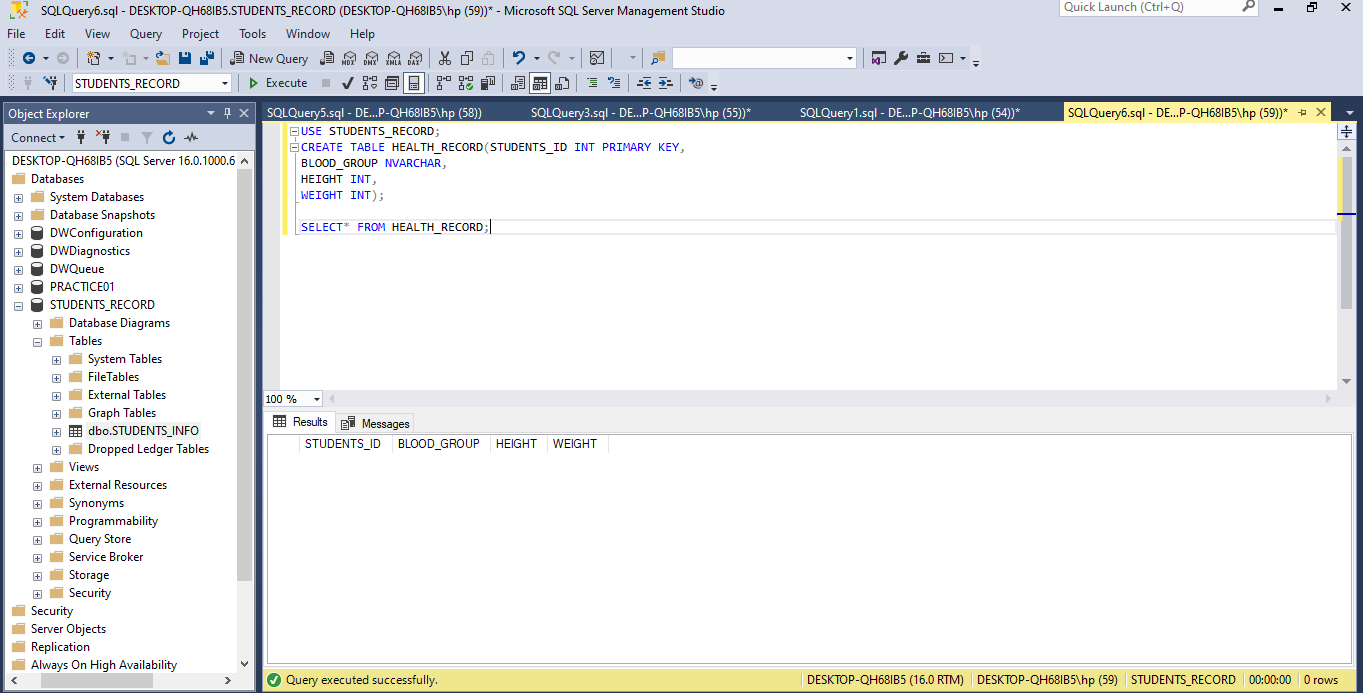 SQLQuery6.sql - DESKTOP-QH68IB5.STUDENTS_RECORD (DESKTOP-QH68IB5\hp (59))* - Microsoft SQL Server Management Studio
Quick Launch (Ctrl+Q)
File Edit View Query Project Tools Window Help
New Query MDX DMX XMLA DAX
STUDENTS_RECORD Execute
Object Explorer
SQLQuery5.sql - DE...P-QH68IB5\hp (58)) SQLQuery3.sql - DE...P-QH68IB5\hp (55))* SQLQuery1.sql - DE...P-QH68IB5\hp (54))* SQLQuery6.sql - DE...P-QH68IB5\hp (59))*
Connect
DESKTOP-QH68IB5 (SQL Server 16.0.1000.6
Databases
System Databases
Database Snapshots
DWConfiguration
DWDiagnostics
DWQueue
PRACTICE01
STUDENTS_RECORD
Database Diagrams
Tables
System Tables
FileTables
External Tables
Graph Tables
dbo.STUDENTS_INFO
Dropped Ledger Tables
Views
External Resources
Synonyms
Programmability
Query Store
Service Broker
Storage
Security
Security
Server Objects
Replication
Always On High Availability
USE STUDENTS_RECORD;
CREATE TABLE HEALTH_RECORD(STUDENTS_ID INT PRIMARY KEY,
BLOOD_GROUP NVARCHAR,
HEIGHT INT,
WEIGHT INT);
SELECT* FROM HEALTH_RECORD;
100 %
Results Messages
STUDENTS_ID BLOOD_GROUP HEIGHT WEIGHT
Query executed successfully. DESKTOP-QH68IB5 (16.0 RTM) DESKTOP-QH68IB5\hp (59) STUDENTS_RECORD 00:00:00 0 rows